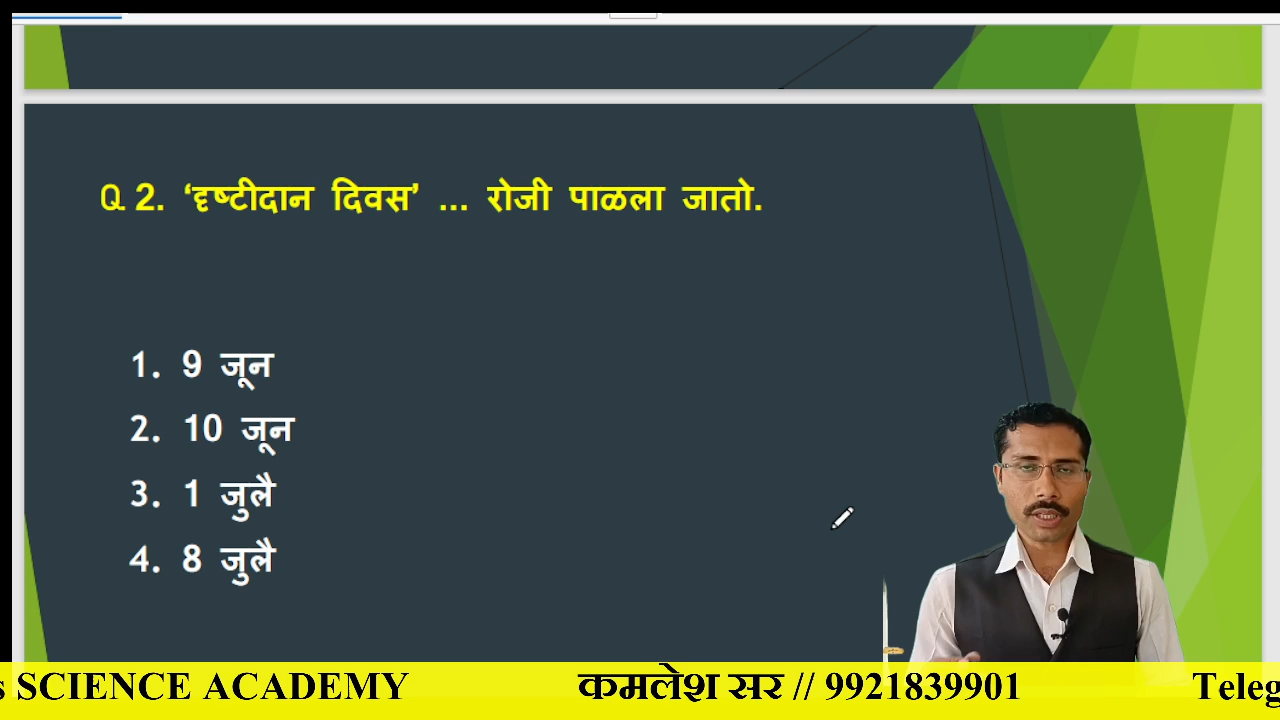 Q 2. ‘दृष्टीदान दिवस’ ... रोजी पाळला जातो.
1. 9 जून
2. 10 जून
3. 1 जुलै
4. 8 जुलै
s SCIENCE ACADEMY कमलेश सर // 9921839901 Teleg